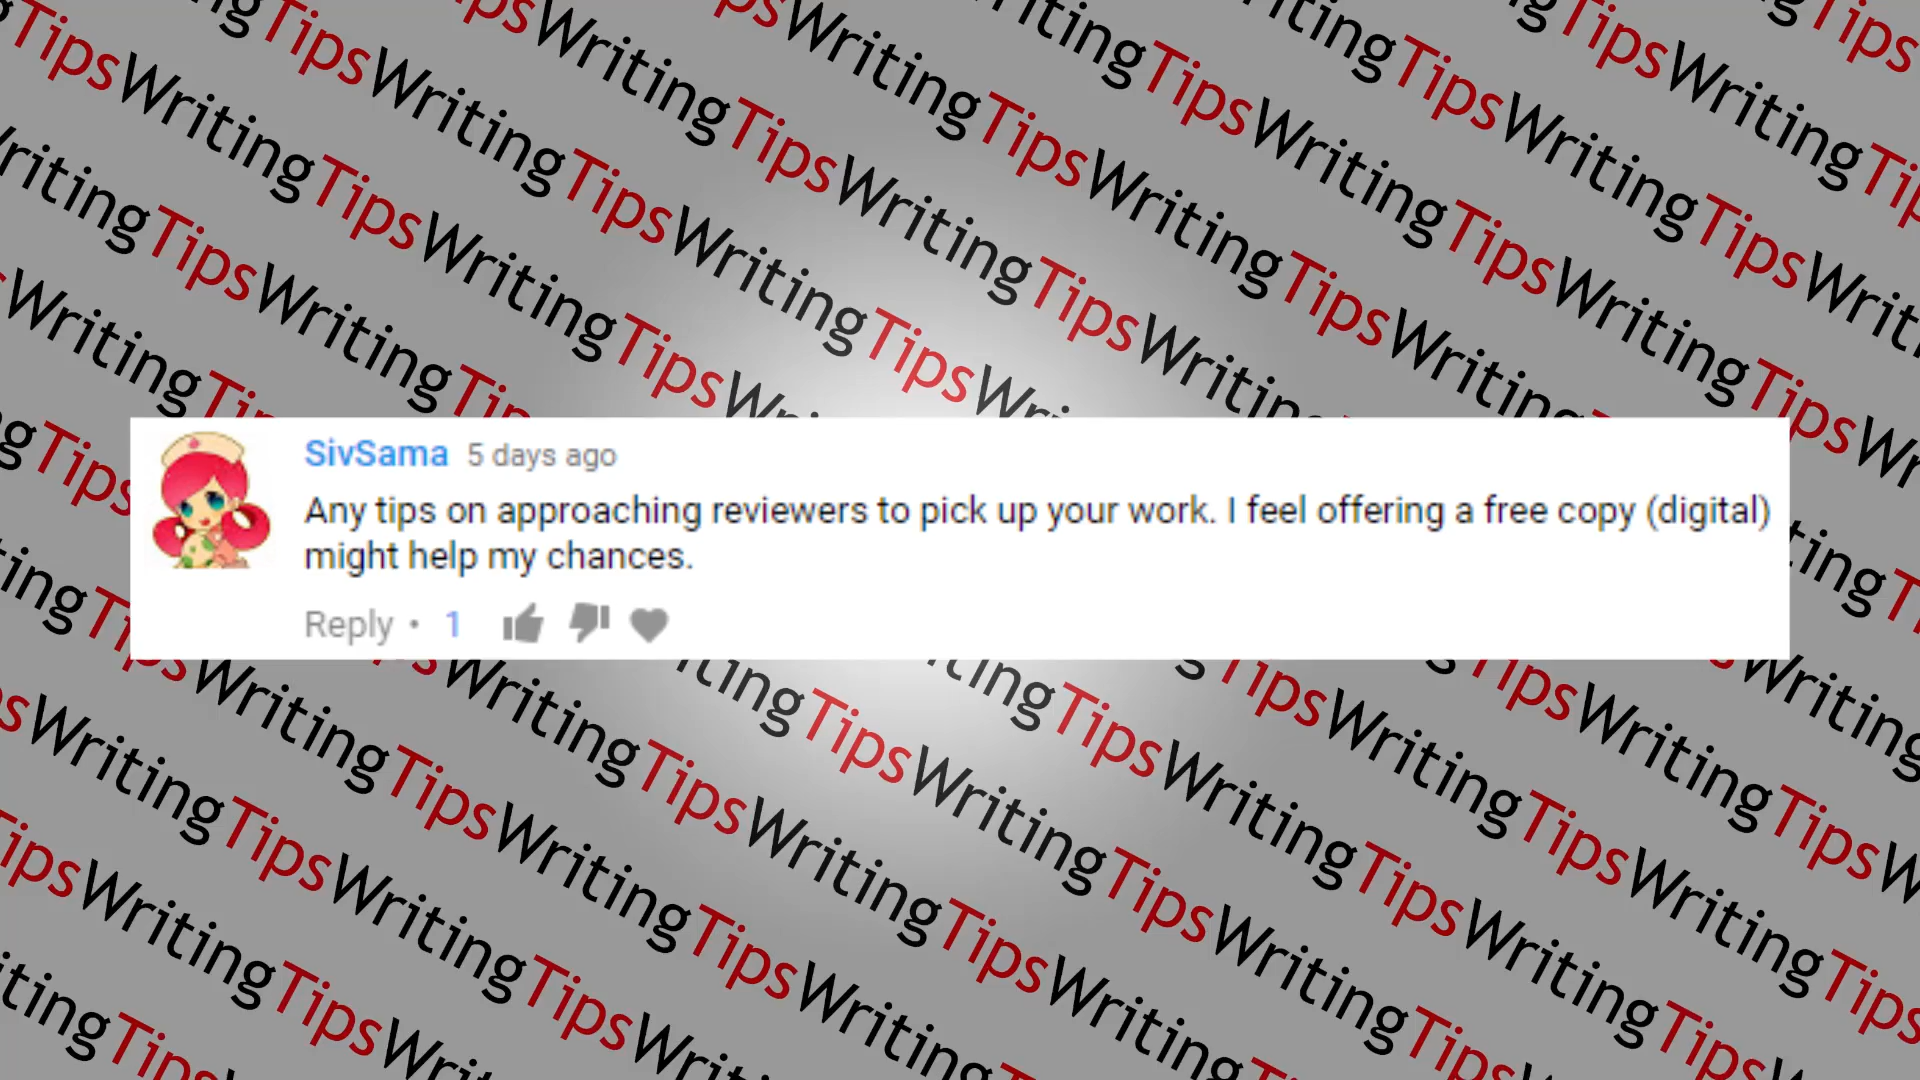 WritingTipsWritingTipsWritingTipsWritingTips
SivSama 5 days ago
Any tips on approaching reviewers to pick up your work. I feel offering a free copy (digital)
might help my chances.
Reply • 1